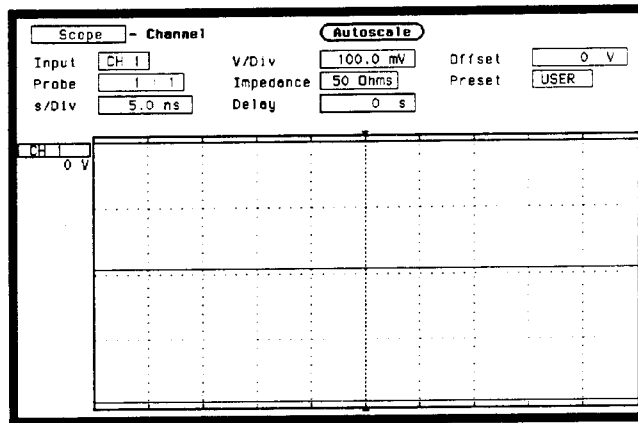 Scope - Channel Autoscale
Input CH 1 V/Div 100.0 mV Offset 0 V
Probe 1 : 1 Impedance 50 Ohms Preset USER
s/Div 5.0 ns Delay 0 s
CH 1
0 V